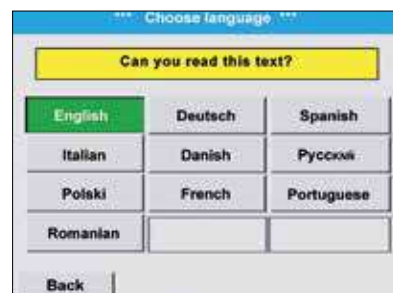 *** Choose language ***
Can you read this text?
English Deutsch Spanish
Italian Danish Русский
Polski French Portuguese
Romanian
Back